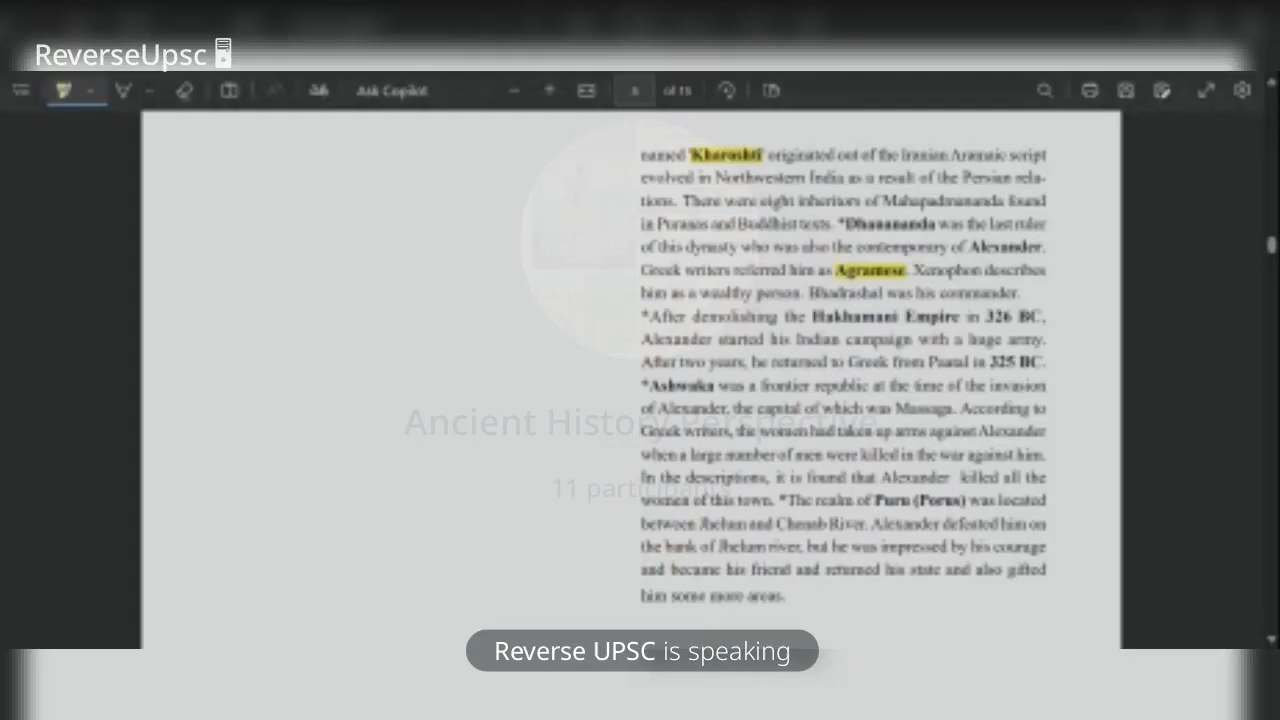 ReverseUpsc
Ask Copilot
of 15
named 'Kharoshti' originated out of the Iranian Aramaic script
evolved in Northwestern India as a result of the Persian rela-
tions. There were eight inheritors of Mahapadmananda found
in Puranas and Buddhist texts. *Dhanananda was the last ruler
of this dynasty who was also the contemporary of Alexander.
Greek writers referred him as Agramese. Xenophon describes
him as a wealthy person. Bhadrashal was his commander.
*After demolishing the Hakhamani Empire in 326 BC,
Alexander started his Indian campaign with a huge army.
After two years, he returned to Greek from Paatal in 325 BC.
*Ashwaka was a frontier republic at the time of the invasion
of Alexander, the capital of which was Massaga. According to
Ancient History Perspective
Greek writers, the women had taken up arms against Alexander
when a large number of men were killed in the war against him.
In the descriptions, it is found that Alexander killed all the
11 participants
women of this town. *The realm of Puru (Porus) was located
between Jhelum and Chenab River. Alexander defeated him on
the bank of Jhelum river, but he was impressed by his courage
and became his friend and returned his state and also gifted
him some more areas.
Reverse UPSC is speaking